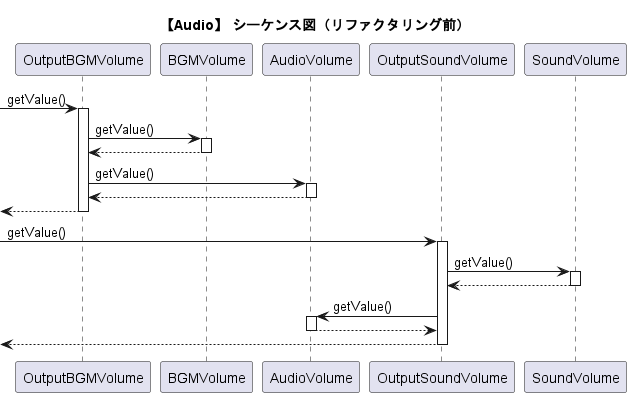 【Audio】 シーケンス図（リファクタリング前）
OutputBGMVolume BGMVolume AudioVolume OutputSoundVolume SoundVolume
getValue()
getValue()
getValue()
getValue()
getValue()
getValue()
OutputBGMVolume BGMVolume AudioVolume OutputSoundVolume SoundVolume